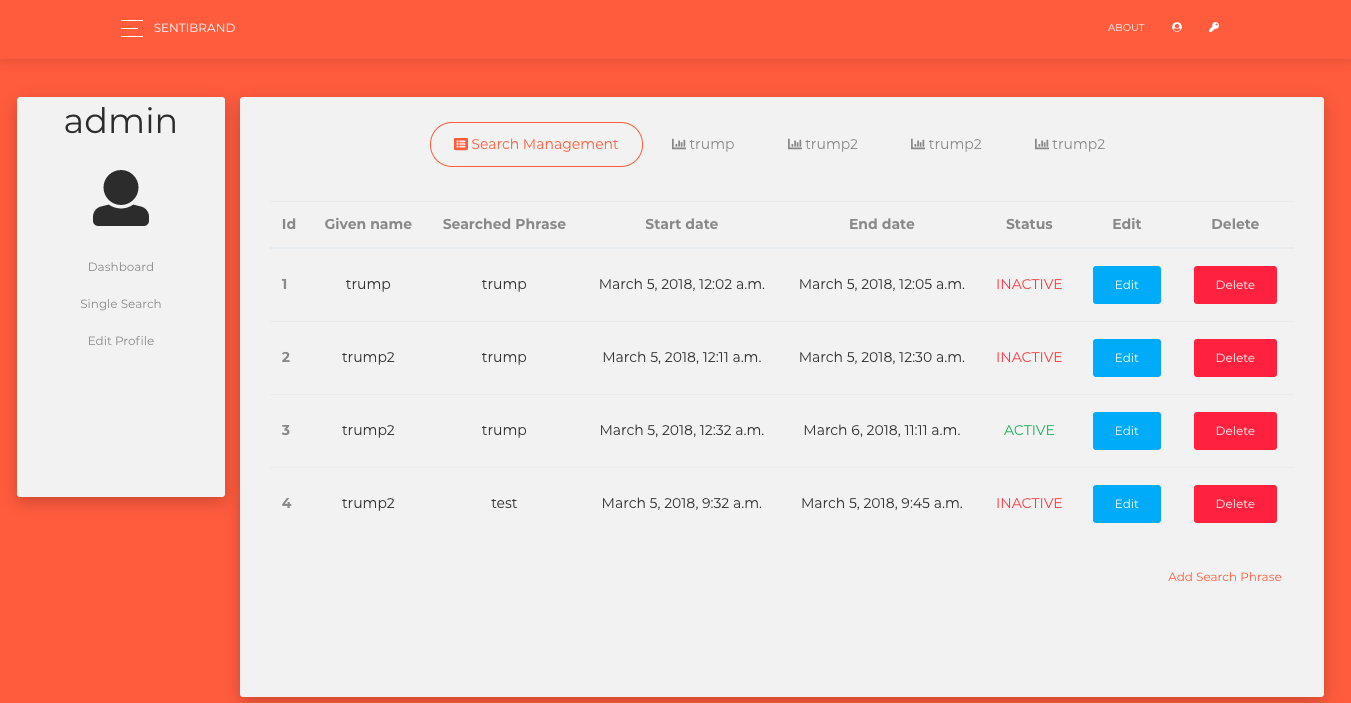 SENTIBRAND ABOUT
admin
Dashboard
Single Search
Edit Profile
Search Management trump trump2 trump2 trump2
Id Given name Searched Phrase Start date End date Status Edit Delete
1 trump trump March 5, 2018, 12:02 a.m. March 5, 2018, 12:05 a.m. INACTIVE Edit Delete
2 trump2 trump March 5, 2018, 12:11 a.m. March 5, 2018, 12:30 a.m. INACTIVE Edit Delete
3 trump2 trump March 5, 2018, 12:32 a.m. March 6, 2018, 11:11 a.m. ACTIVE Edit Delete
4 trump2 test March 5, 2018, 9:32 a.m. March 5, 2018, 9:45 a.m. INACTIVE Edit Delete
Add Search Phrase